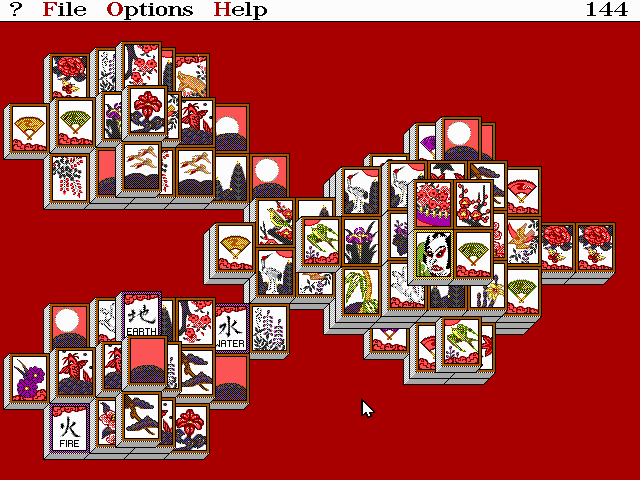 ? File Options Help 144
地
EARTH
水
WATER
火
FIRE